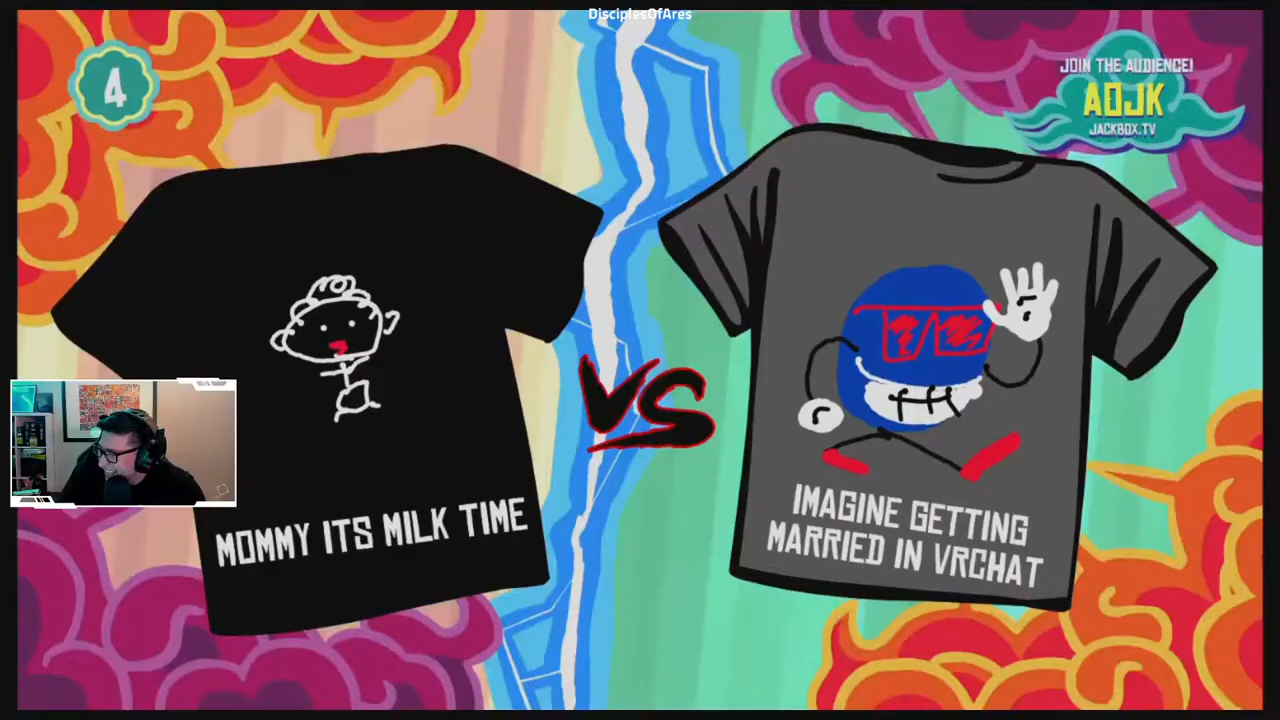 DisciplesOfAres
4
JOIN THE AUDIENCE!
AOJK
JACKBOX.TV
VS
MOMMY ITS MILK TIME
IMAGINE GETTING
MARRIED IN VRCHAT